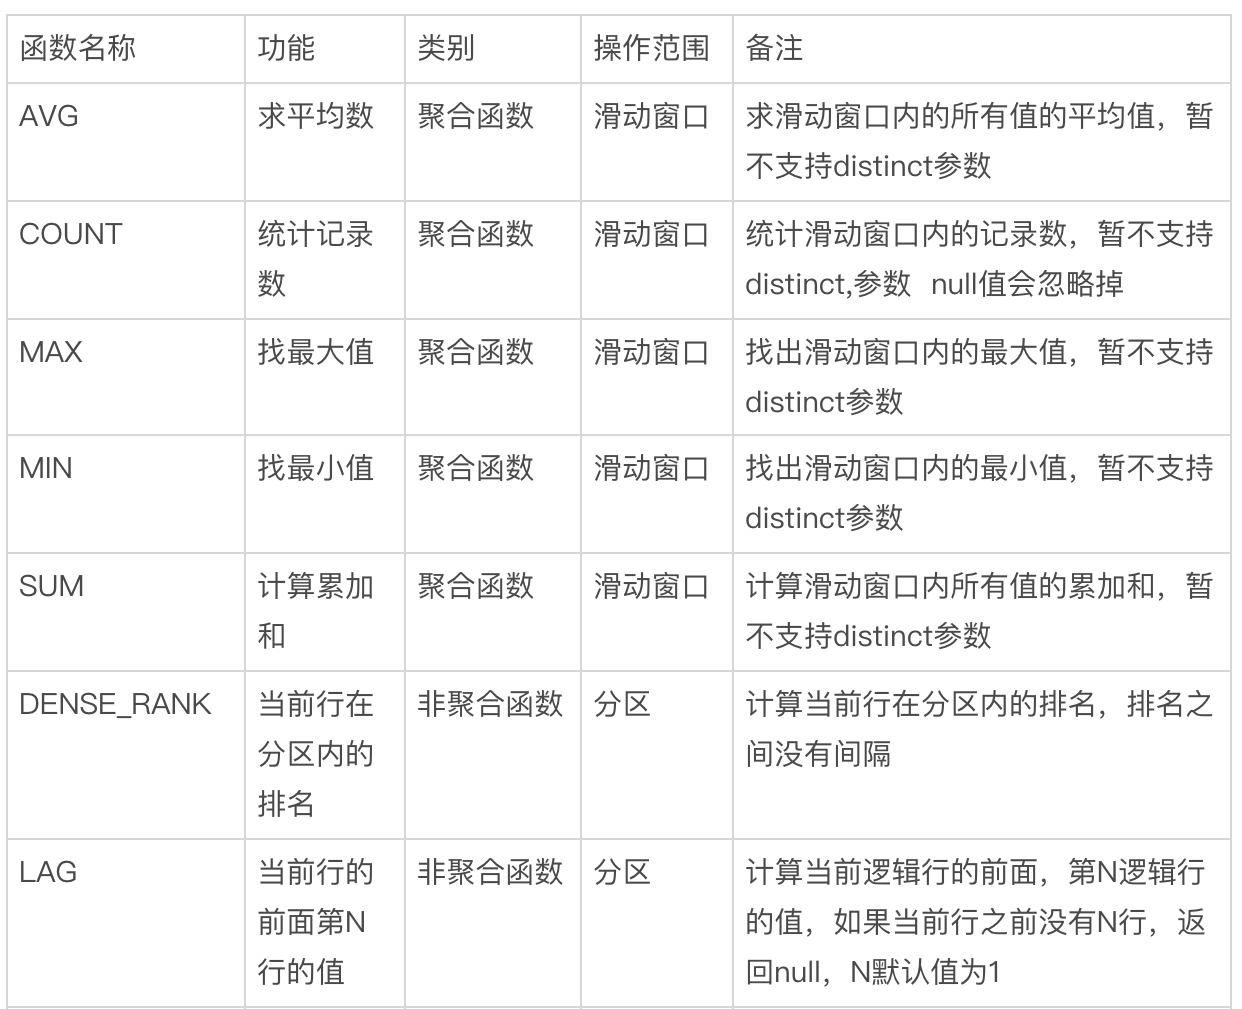 函数名称 功能 类别 操作范围 备注
AVG 求平均数 聚合函数 滑动窗口 求滑动窗口内的所有值的平均值，暂
不支持distinct参数
COUNT 统计记录 聚合函数 滑动窗口 统计滑动窗口内的记录数，暂不支持
数 distinct,参数 null值会忽略掉
MAX 找最大值 聚合函数 滑动窗口 找出滑动窗口内的最大值，暂不支持
distinct参数
MIN 找最小值 聚合函数 滑动窗口 找出滑动窗口内的最小值，暂不支持
distinct参数
SUM 计算累加 聚合函数 滑动窗口 计算滑动窗口内所有值的累加和，暂
和 不支持distinct参数
DENSE_RANK 当前行在 非聚合函数 分区 计算当前行在分区内的排名，排名之
分区内的 间没有间隔
排名
LAG 当前行的 非聚合函数 分区 计算当前逻辑行的前面，第N逻辑行
前面第N 的值，如果当前行之前没有N行，返
行的值 回null，N默认值为1